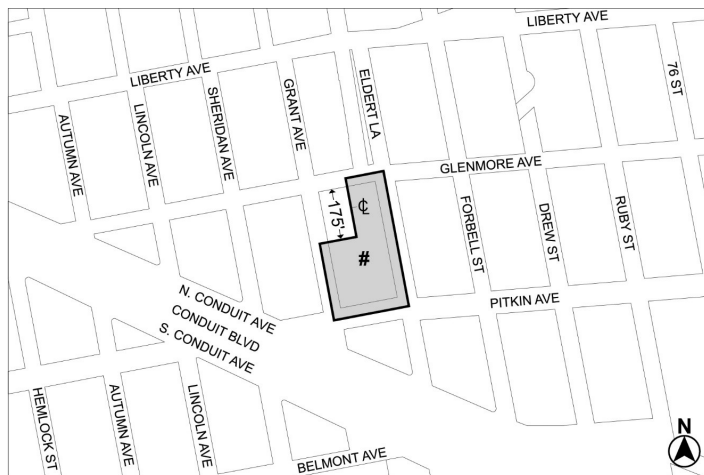 LIBERTY AVE
LIBERTY AVE
ELDERT LA
76 ST
GRANT AVE
SHERIDAN AVE
LINCOLN AVE
AUTUMN AVE
GLENMORE AVE
175'
℄
#
FORBELL ST
DREW ST
RUBY ST
PITKIN AVE
N. CONDUIT AVE
CONDUIT BLVD
S. CONDUIT AVE
HEMLOCK ST
AUTUMN AVE
LINCOLN AVE
BELMONT AVE
N